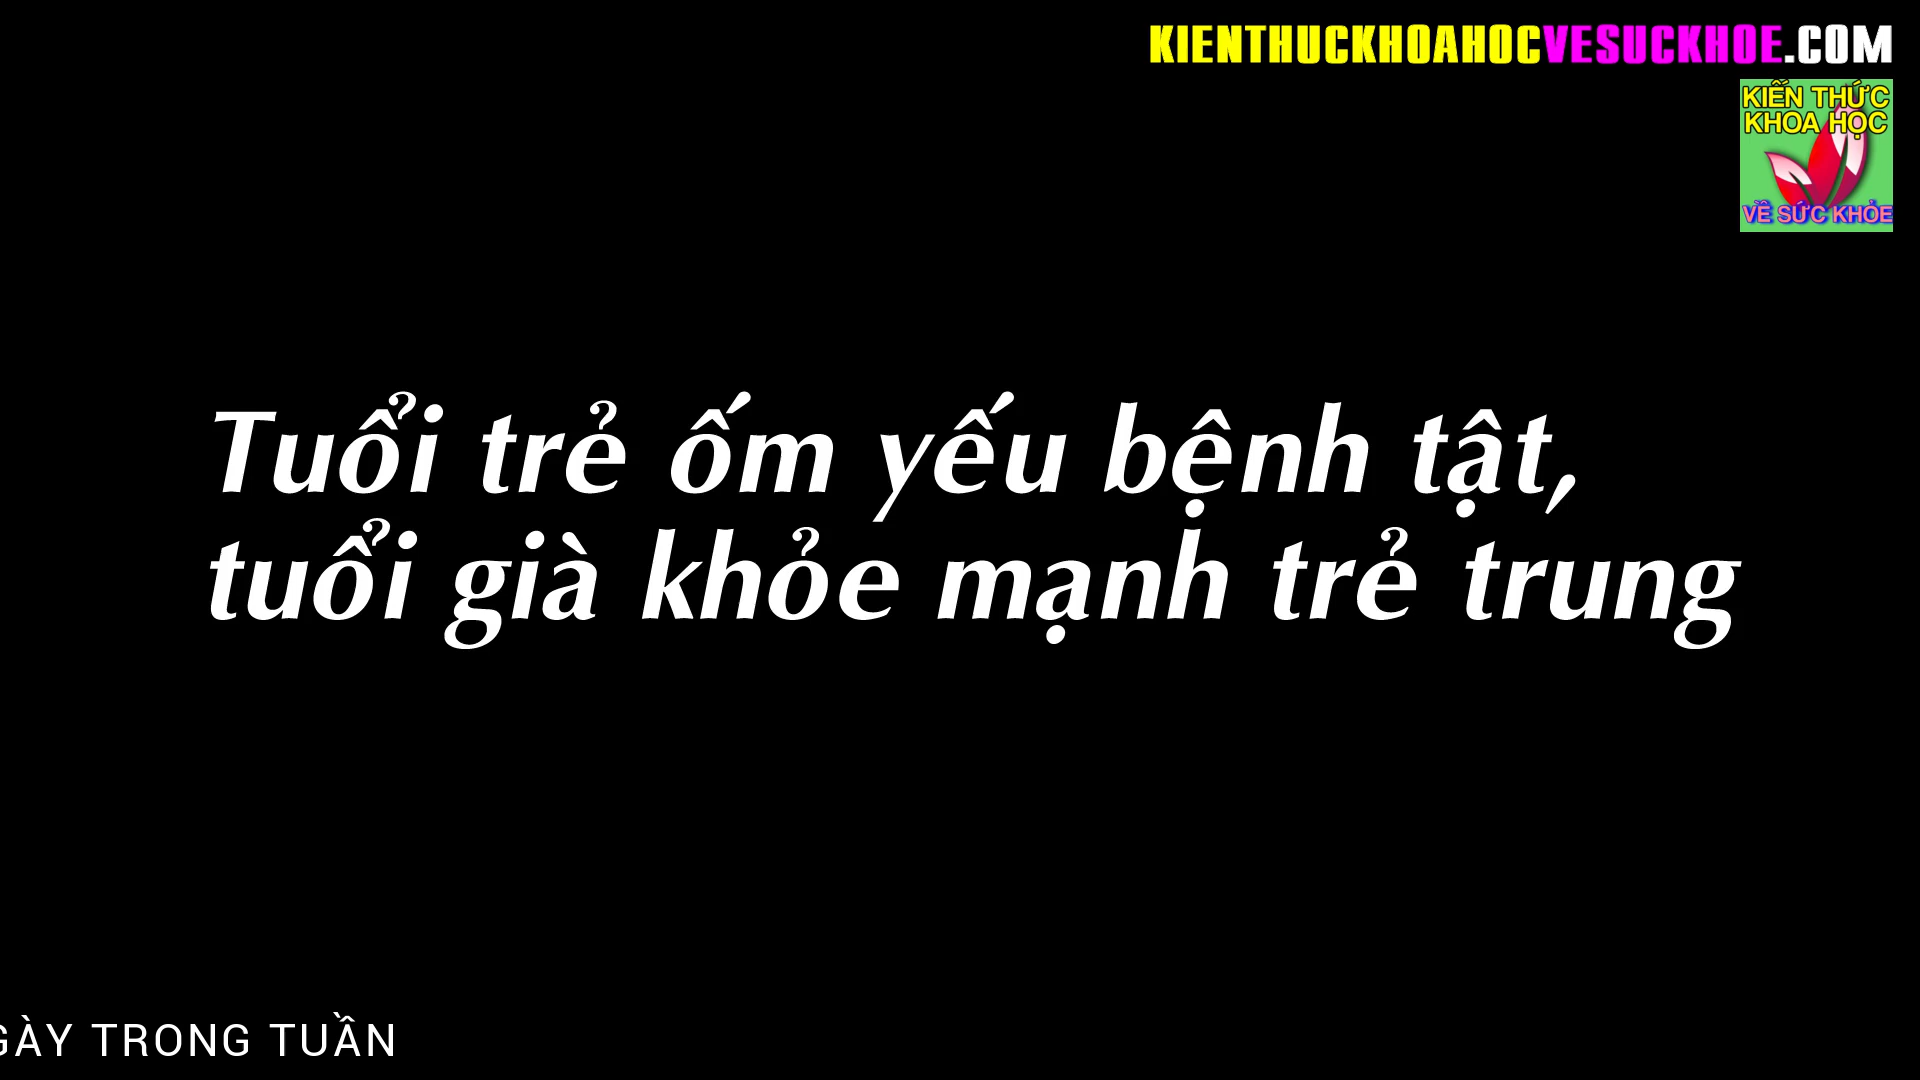 KIENTHUCKHOAHOCVESUCKHOE.COM
KIẾN THỨC
KHOA HỌC
VỀ SỨC KHỎE
Tuổi trẻ ốm yếu bệnh tật,
tuổi già khỏe mạnh trẻ trung
GÀY TRONG TUẦN